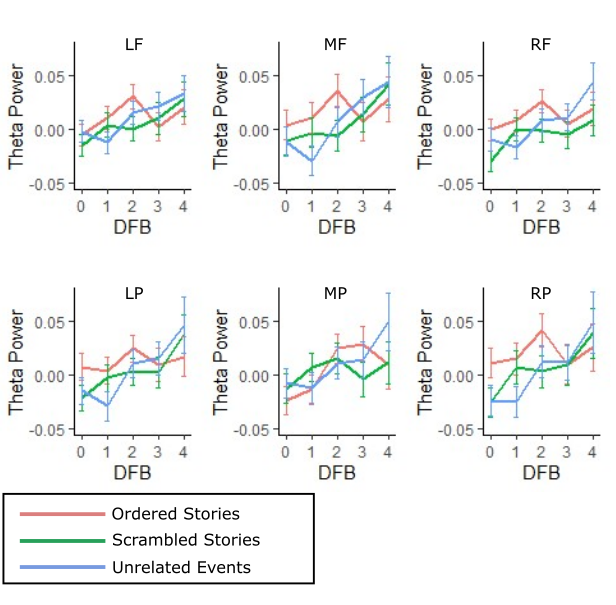 LF
MF
RF
Theta Power
0.05
0.00
-0.05
0 1 2 3 4
DFB
Theta Power
0.05
0.00
-0.05
0 1 2 3 4
DFB
Theta Power
0.05
0.00
-0.05
0 1 2 3 4
DFB
LP
MP
RP
Theta Power
0.05
0.00
-0.05
0 1 2 3 4
DFB
Theta Power
0.05
0.00
-0.05
0 1 2 3 4
DFB
Theta Power
0.05
0.00
-0.05
0 1 2 3 4
DFB
Ordered Stories
Scrambled Stories
Unrelated Events